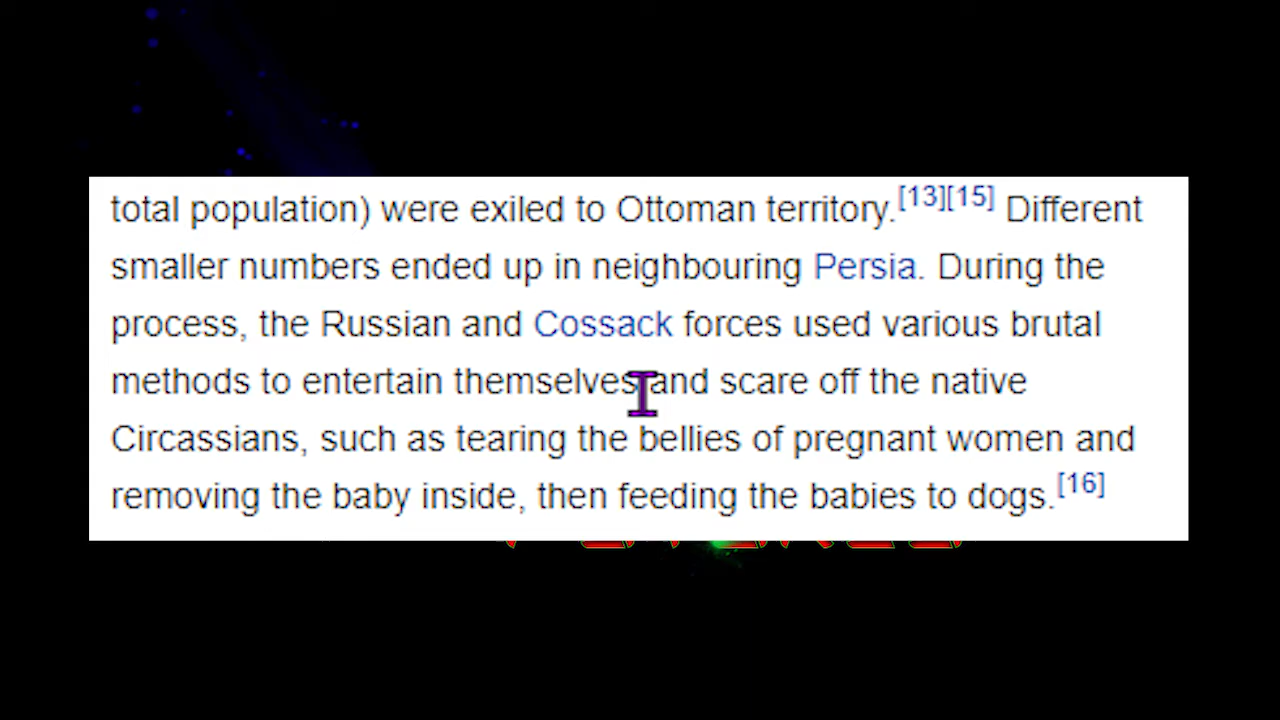 total population) were exiled to Ottoman territory.[13][15] Different
smaller numbers ended up in neighbouring Persia. During the
process, the Russian and Cossack forces used various brutal
methods to entertain themselves and scare off the native
Circassians, such as tearing the bellies of pregnant women and
removing the baby inside, then feeding the babies to dogs.[16]